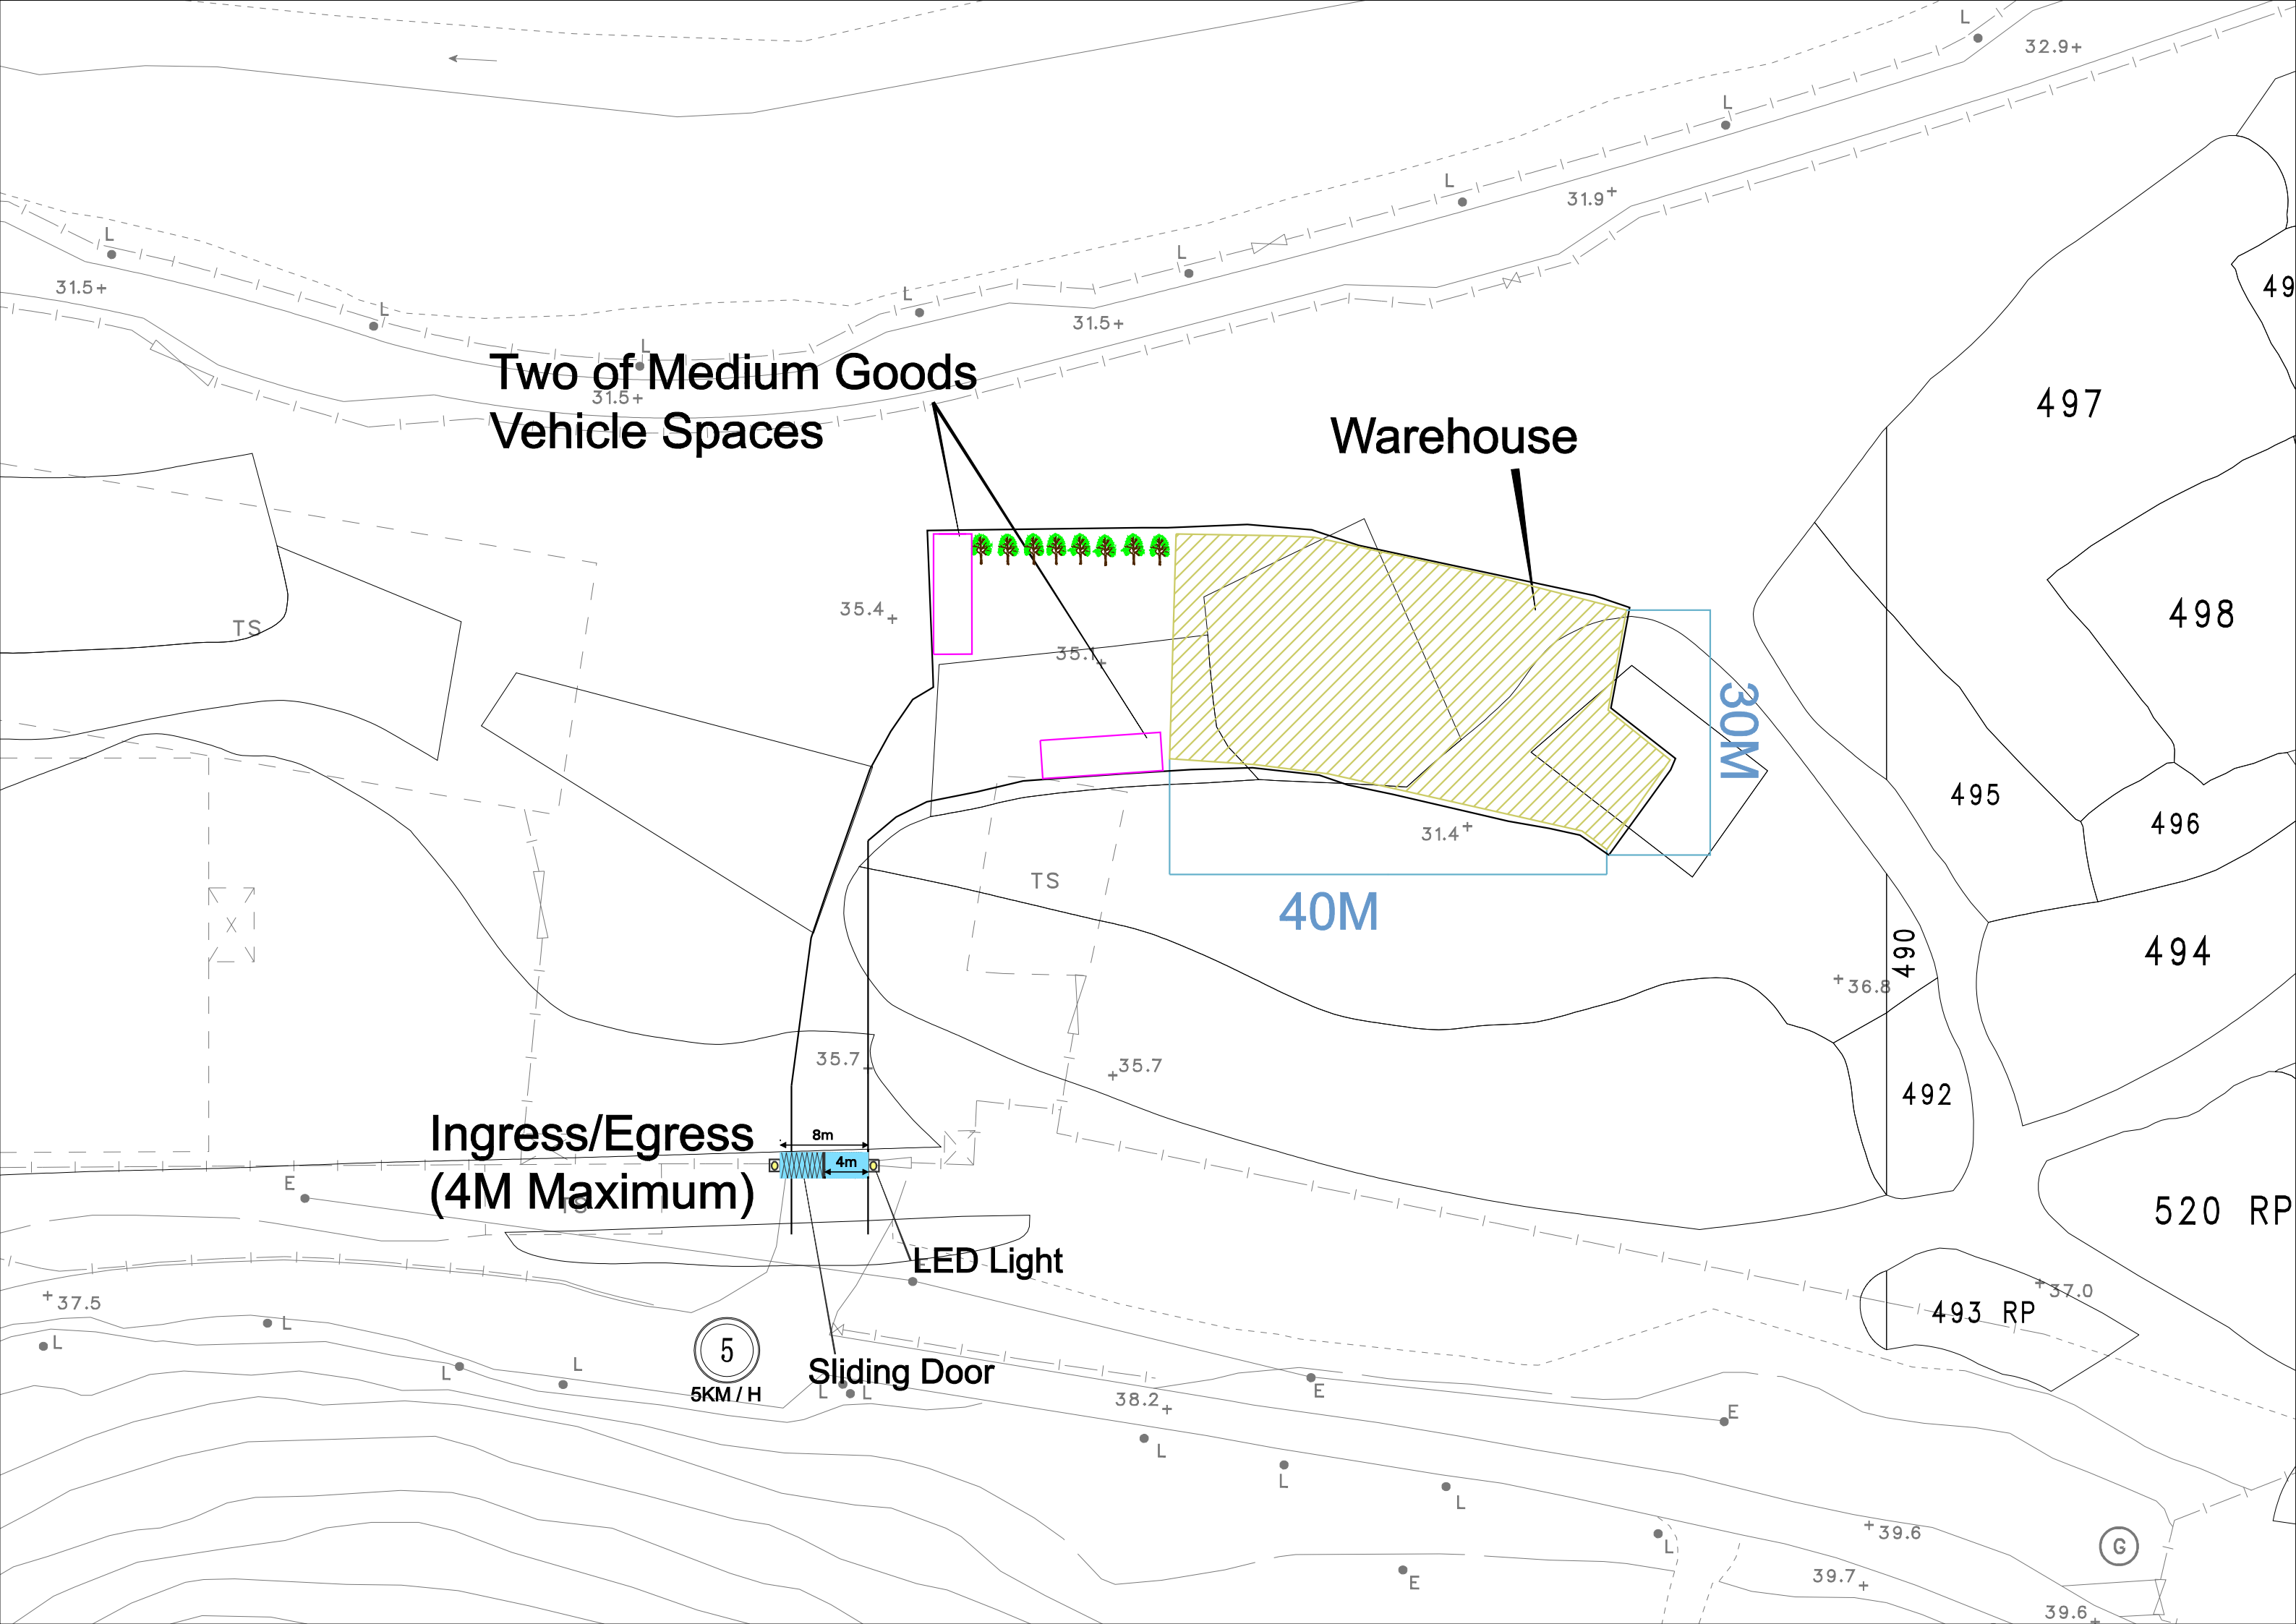 L
32.9+
L
L
31.9+
L
L
31.5+
L
L
31.5+
L
49
Two of Medium Goods
Vehicle Spaces
31.5+
497
Warehouse
35.4+
TS
35.1+
498
30M
495
496
31.4+
TS
40M
490
494
+36.8
35.7
+35.7
492
Ingress/Egress
(4M Maximum)
8m
4m
E
TS
520 RP
LED Light
+37.5
+37.0
493 RP
L
L
5
5KM / H
Sliding Door
L
L
L
L
E
38.2+
E
L
L
L
L
+39.6
G
E
39.7+
39.6+